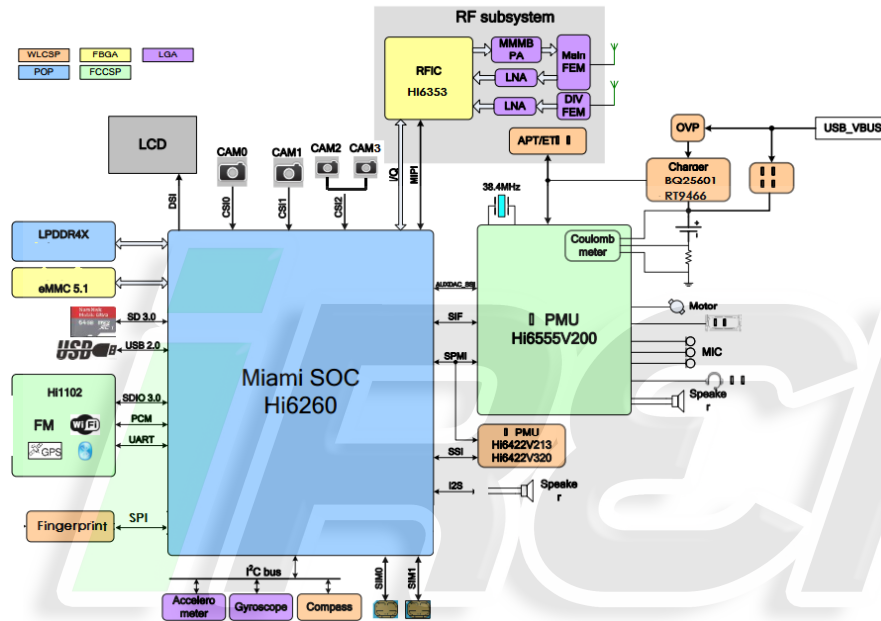 RF subsystem
WLCSP
FBGA
LGA
POP
FCCSP
RFIC
HI6353
MMMB
PA
Main
FEM
LNA
LNA
DIV
FEM
APT/ET
OVP
USB_VBUS
Charger
BQ25601
RT9466
LCD
CAM0
CAM1
CAM2
CAM3
DSI
CSI0
CSI1
CSI2
I/Q
MIPI
38.4MHz
Coulomb
meter
LPDDR4X
eMMC 5.1
SD 3.0
USB
USB 2.0
HI1102
FM
WiFi
GPS
SDIO 3.0
PCM
UART
Fingerprint
SPI
Miami SOC
Hi6260
AUXDAC_SSI
SIF
SPMI
SSI
I2S
PMU
Hi6555V200
PMU
Hi6422V213
Hi6422V320
Motor
MIC
Speake
r
Speake
r
I²C bus
SIM0
SIM1
Accelero
meter
Gyroscope
Compass